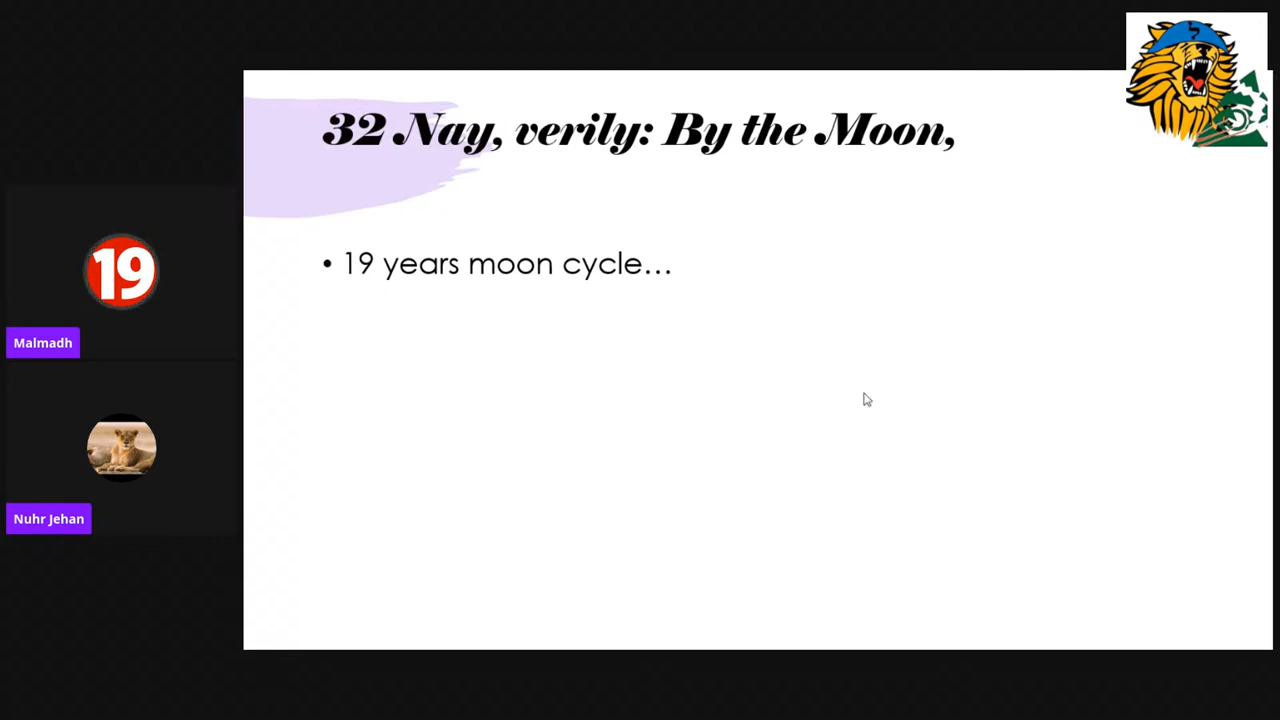 32 Nay, verily: By the Moon,
• 19 years moon cycle...
19
Malmadh
Nuhr Jehan